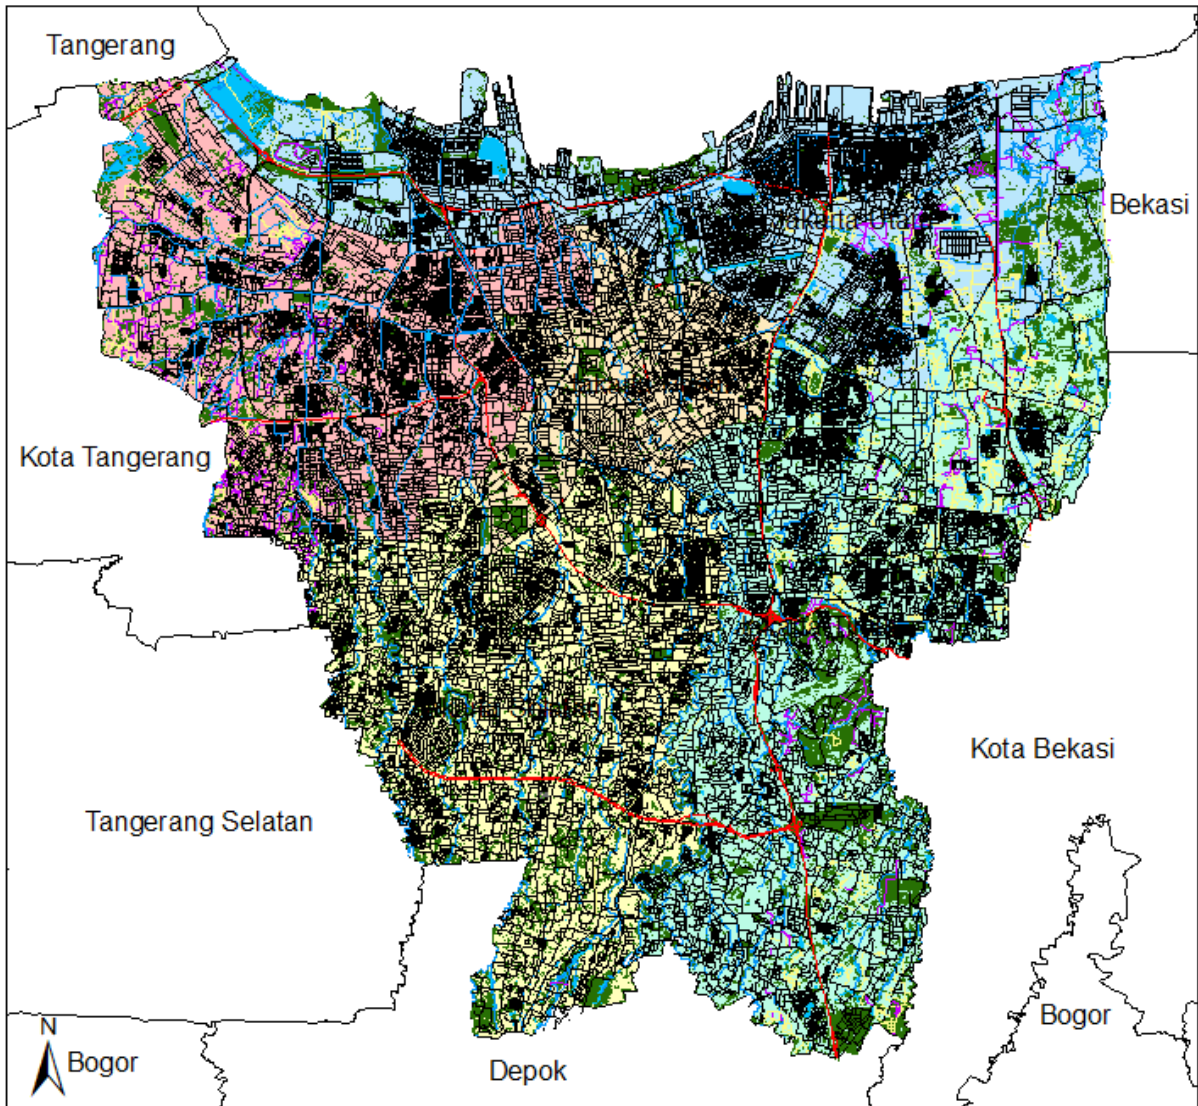 Tangerang
Bekasi
Kota Tangerang
Kota Bekasi
Tangerang Selatan
Bogor
N
Bogor
Depok